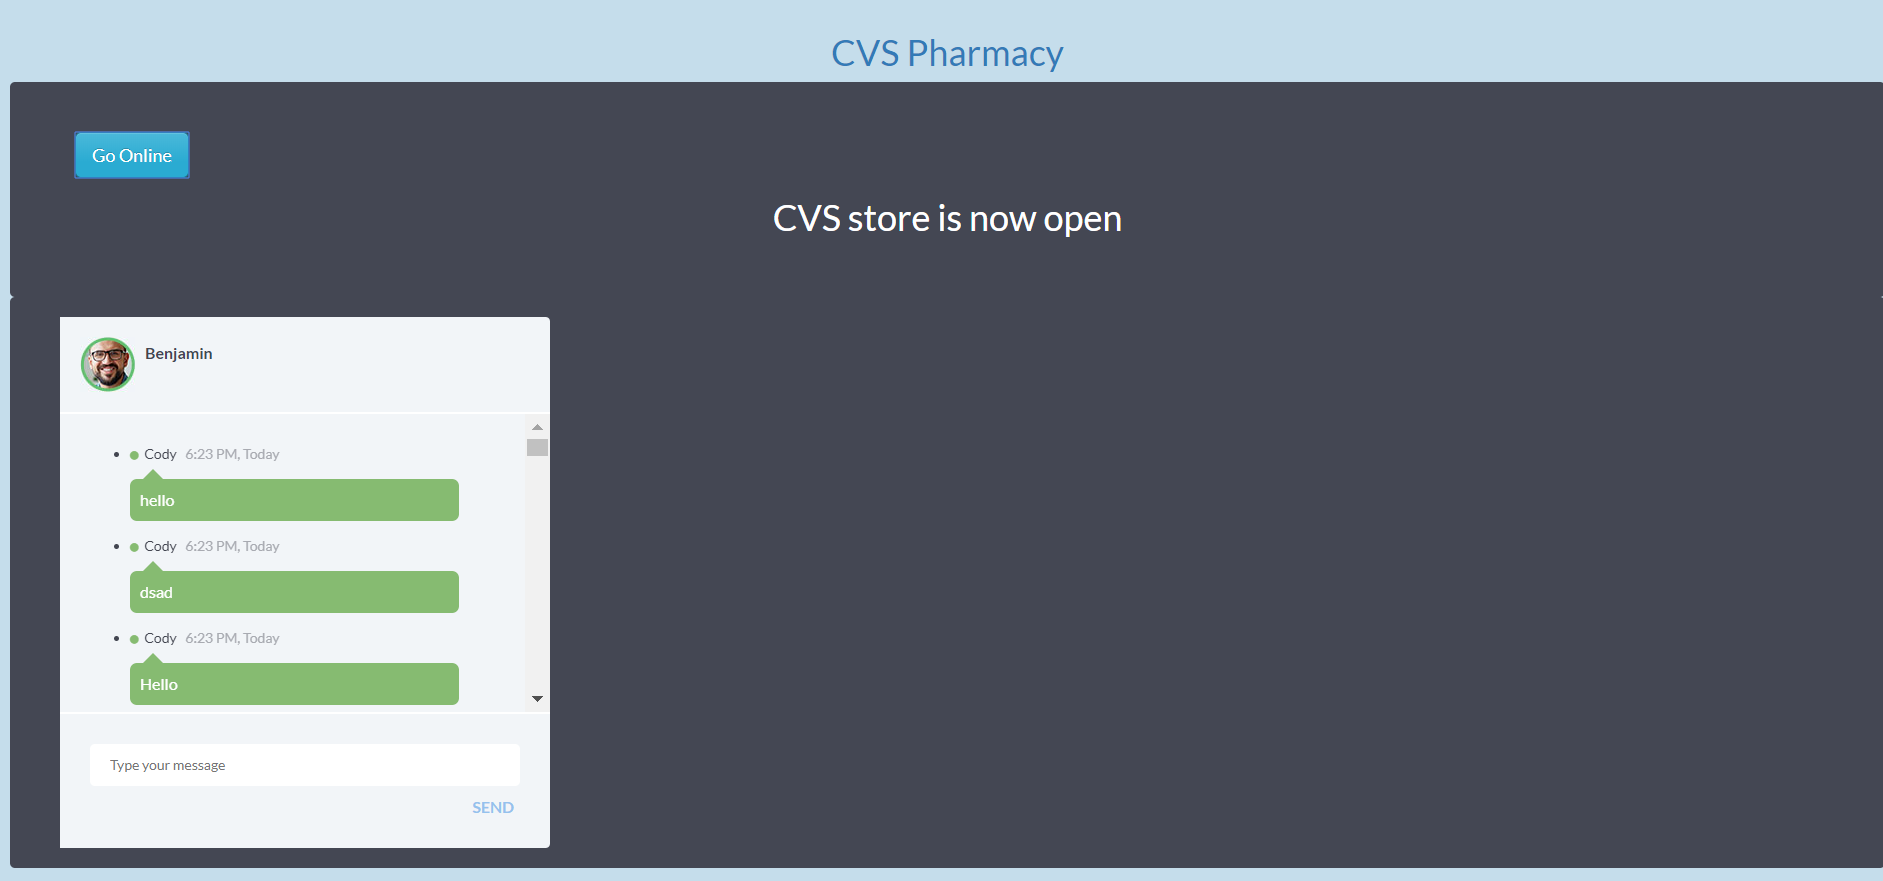 CVS Pharmacy
Go Online
CVS store is now open
Benjamin
Cody 6:23 PM, Today
hello
Cody 6:23 PM, Today
dsad
Cody 6:23 PM, Today
Hello
Type your message
SEND